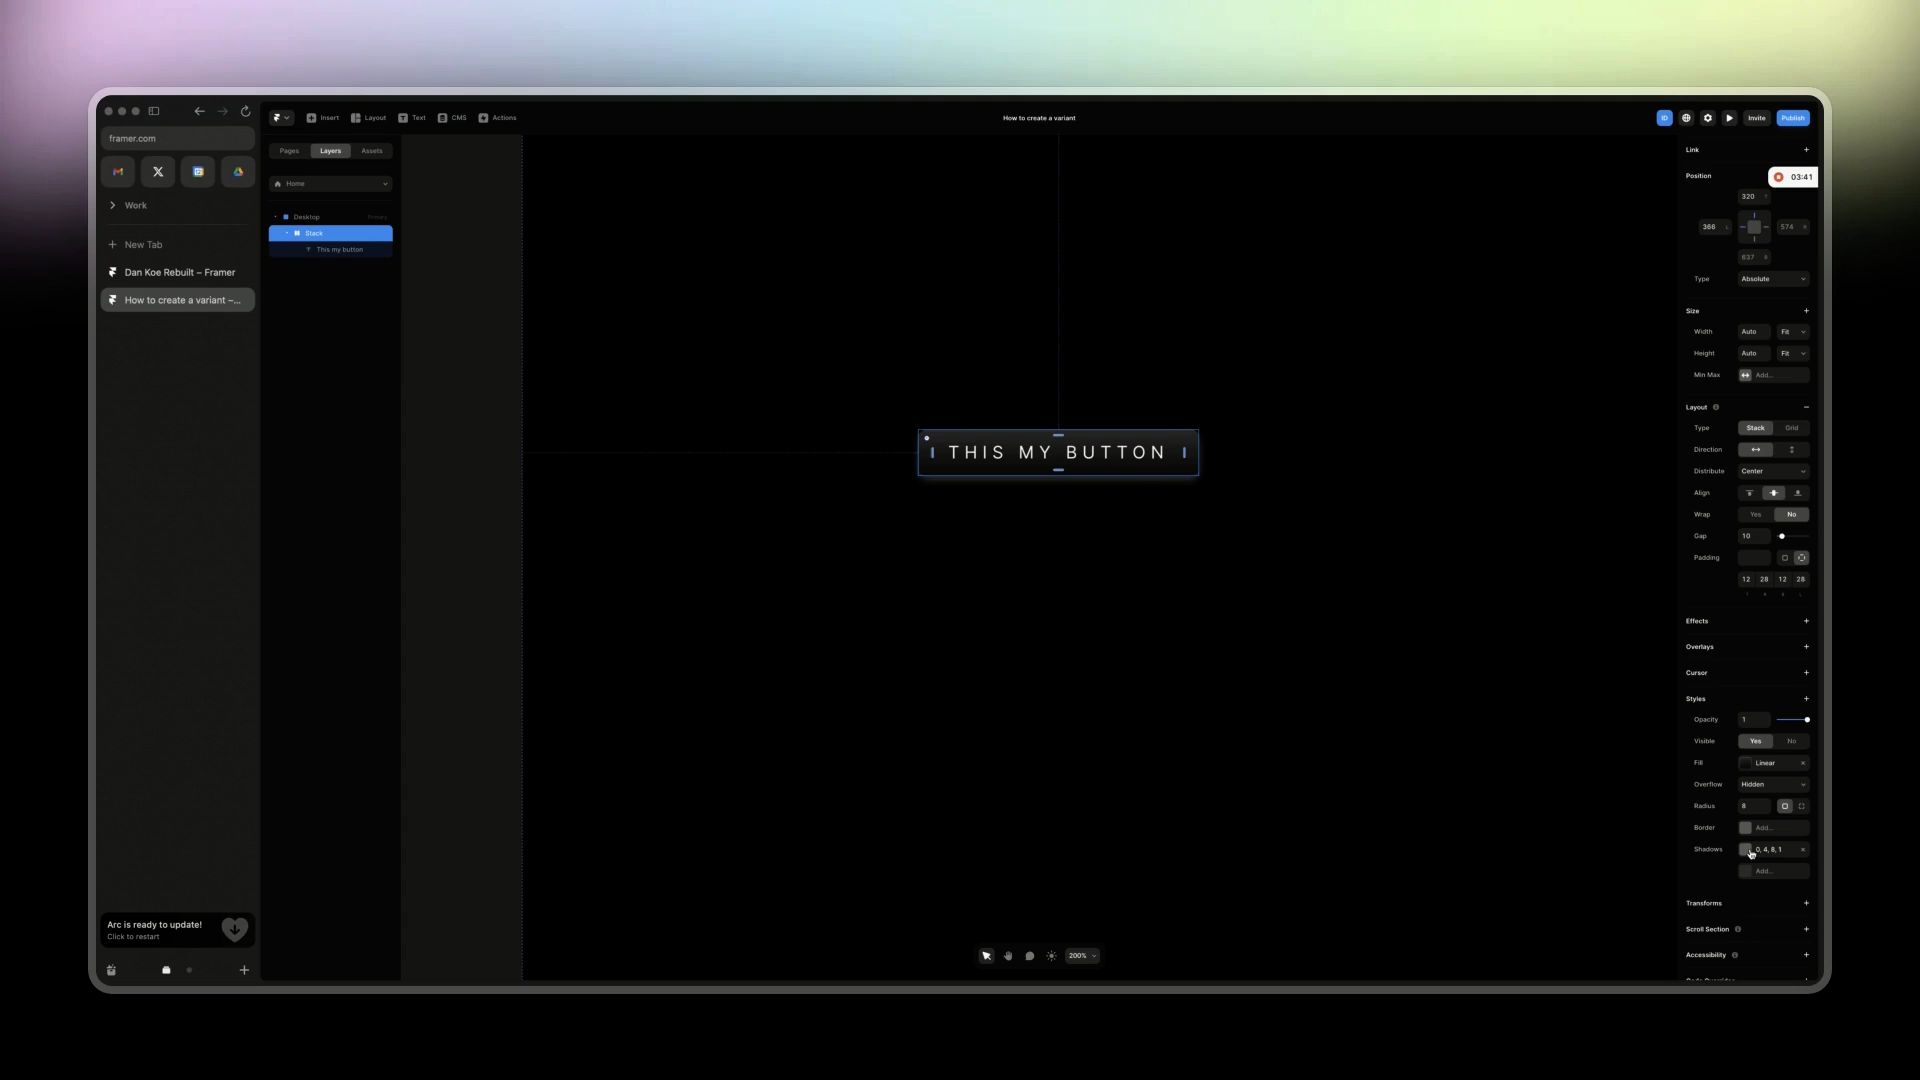 framer.com
Work
New Tab
Dan Koe Rebuilt – Framer
How to create a variant –...
Arc is ready to update!
Click to restart
Insert
Layout
Text
CMS
Actions
How to create a variant
Invite
Publish
Pages
Layers
Assets
Home
Desktop
Primary
Stack
This my button
THIS MY BUTTON
200%
Link
Position
03:41
320
366
574
637
Type
Absolute
Size
Width
Auto
Fit
Height
Auto
Fit
Min Max
Add...
Layout
Type
Stack
Grid
Direction
Distribute
Center
Align
Wrap
Yes
No
Gap
10
Padding
12 28 12 28
Effects
Overlays
Cursor
Styles
Opacity
1
Visible
Yes
No
Fill
Linear
Overflow
Hidden
Radius
8
Border
Add...
Shadows
0, 4, 8, 1
Add...
Transforms
Scroll Section
Accessibility